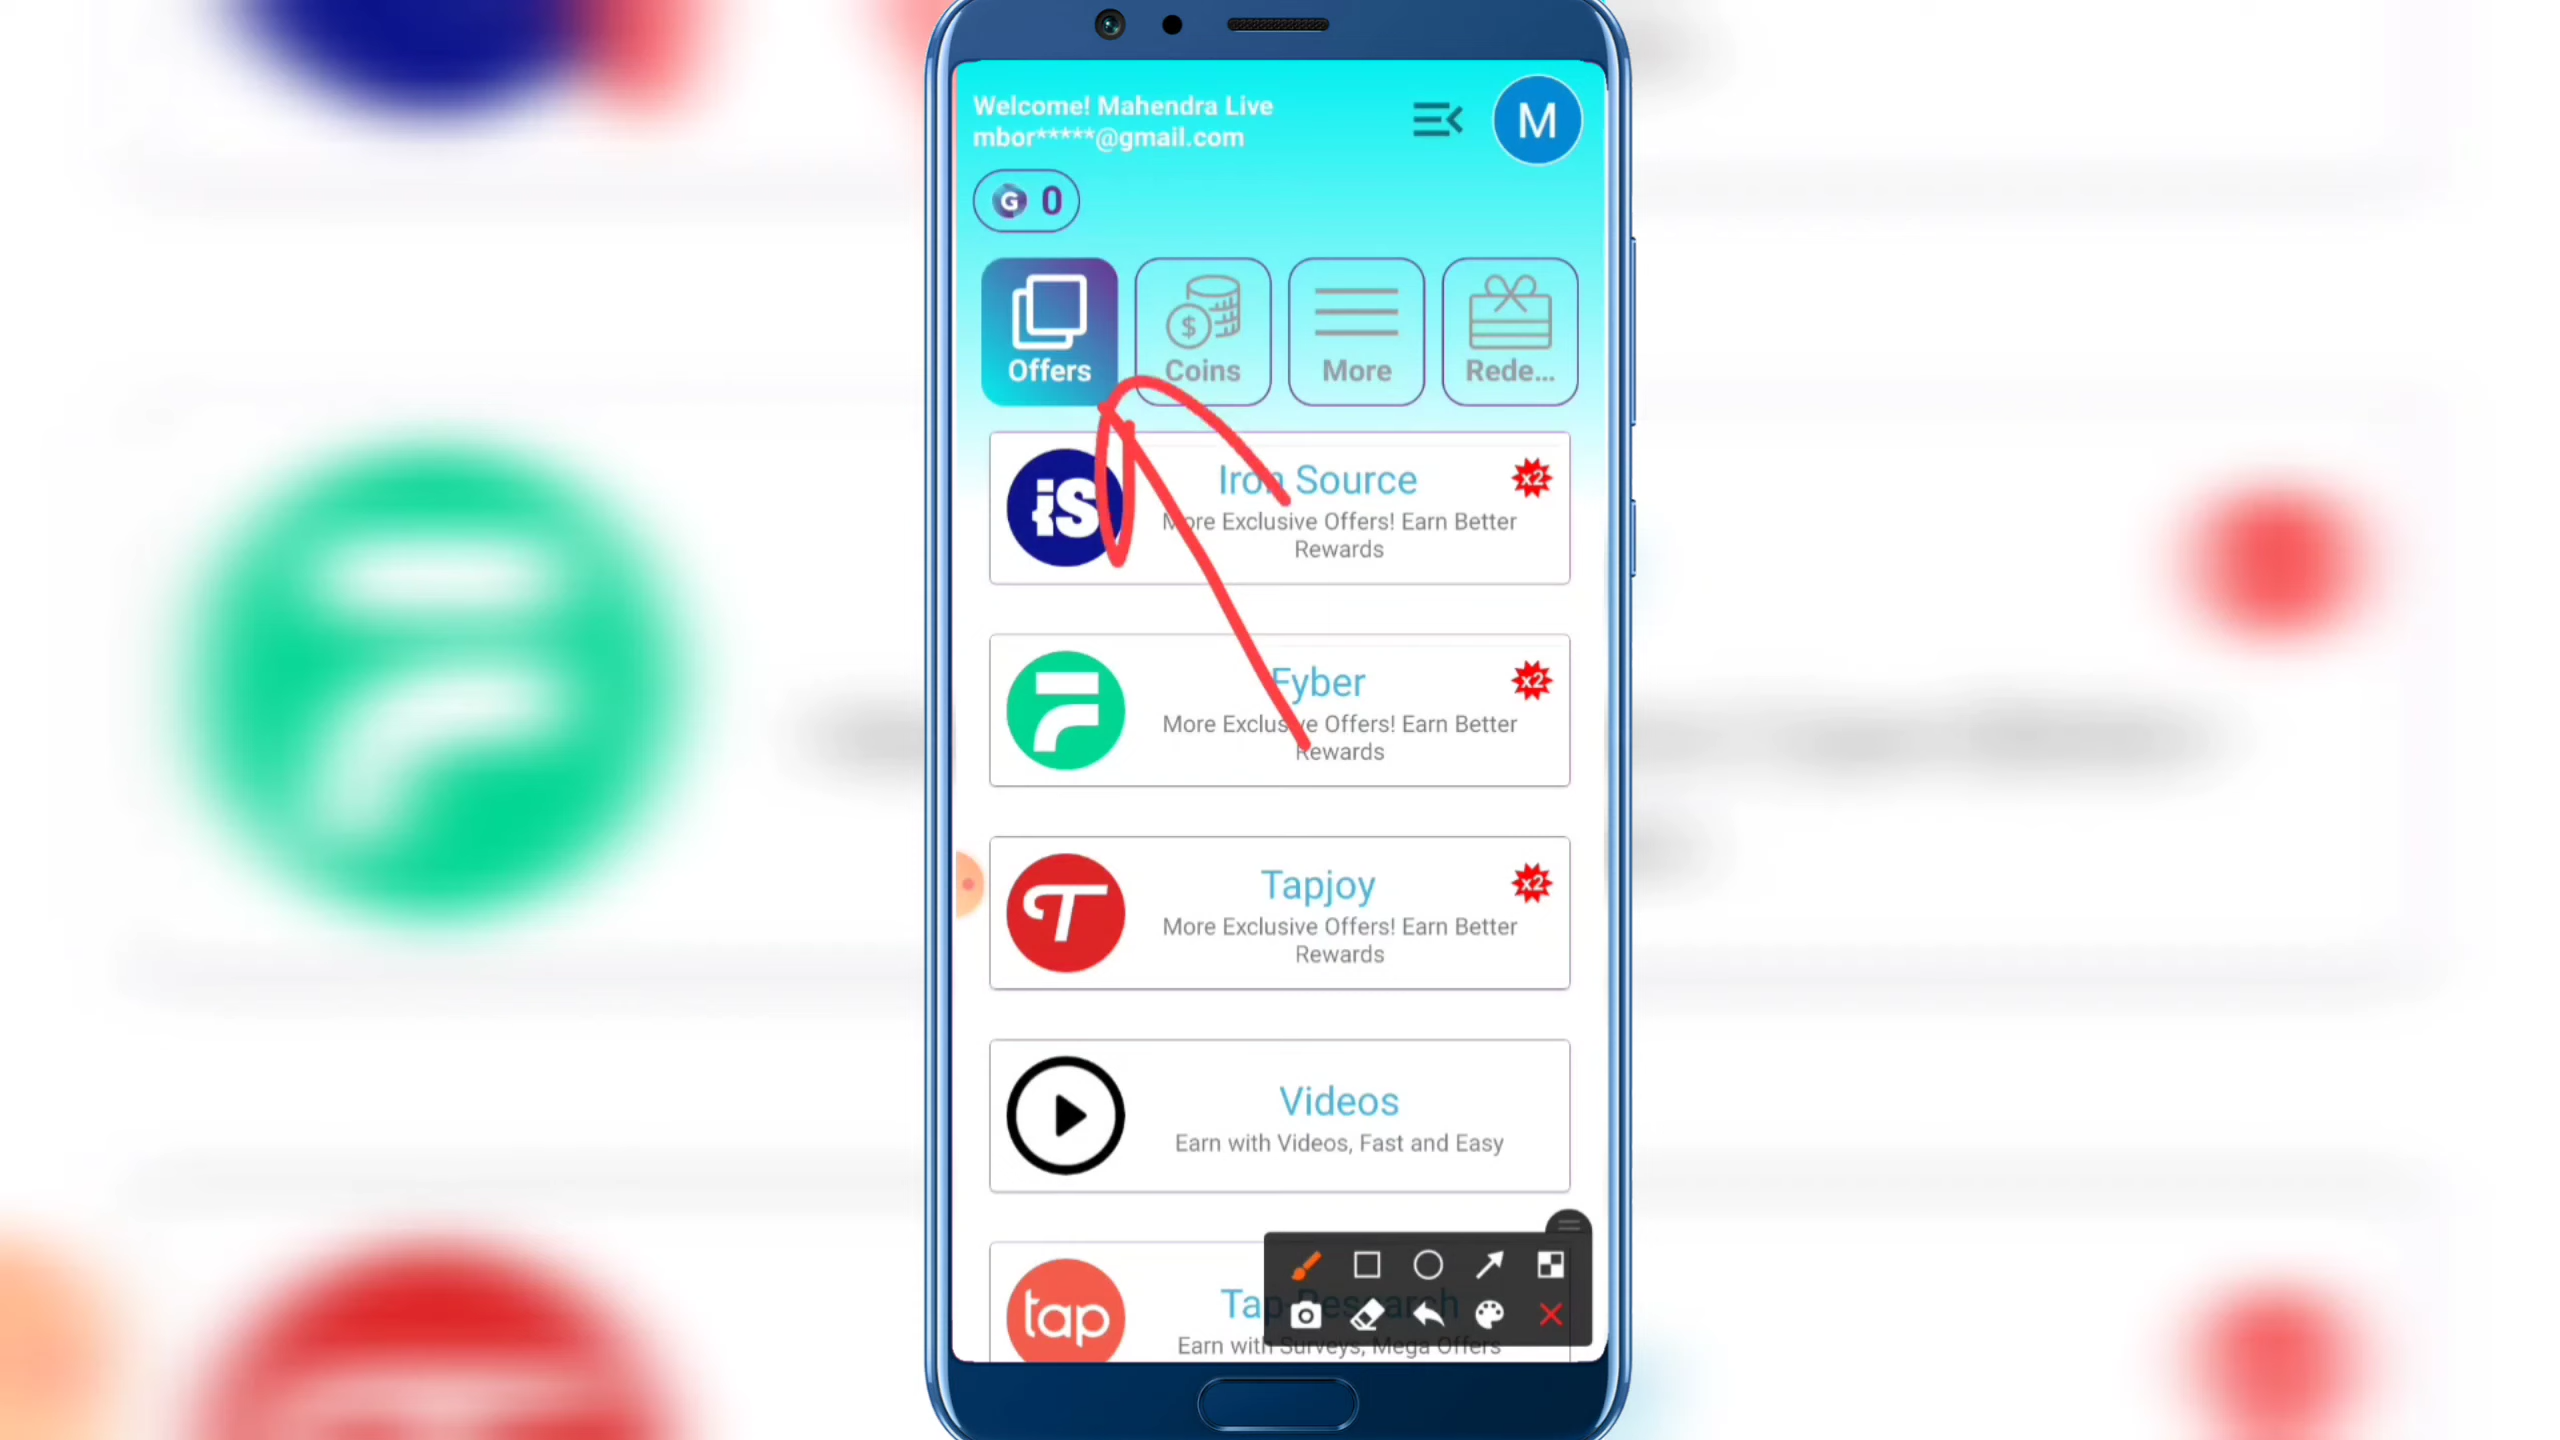 Welcome! Mahendra Live
mbor*****@gmail.com
G 0
Offers
Coins
More
Rede...
iS
Iron Source
x2
More Exclusive Offers! Earn Better
Rewards
Fyber
x2
More Exclusive Offers! Earn Better
Rewards
T
Tapjoy
x2
More Exclusive Offers! Earn Better
Rewards
Videos
Earn with Videos, Fast and Easy
tap
Tap Research
Earn with Surveys, Mega Offers
M